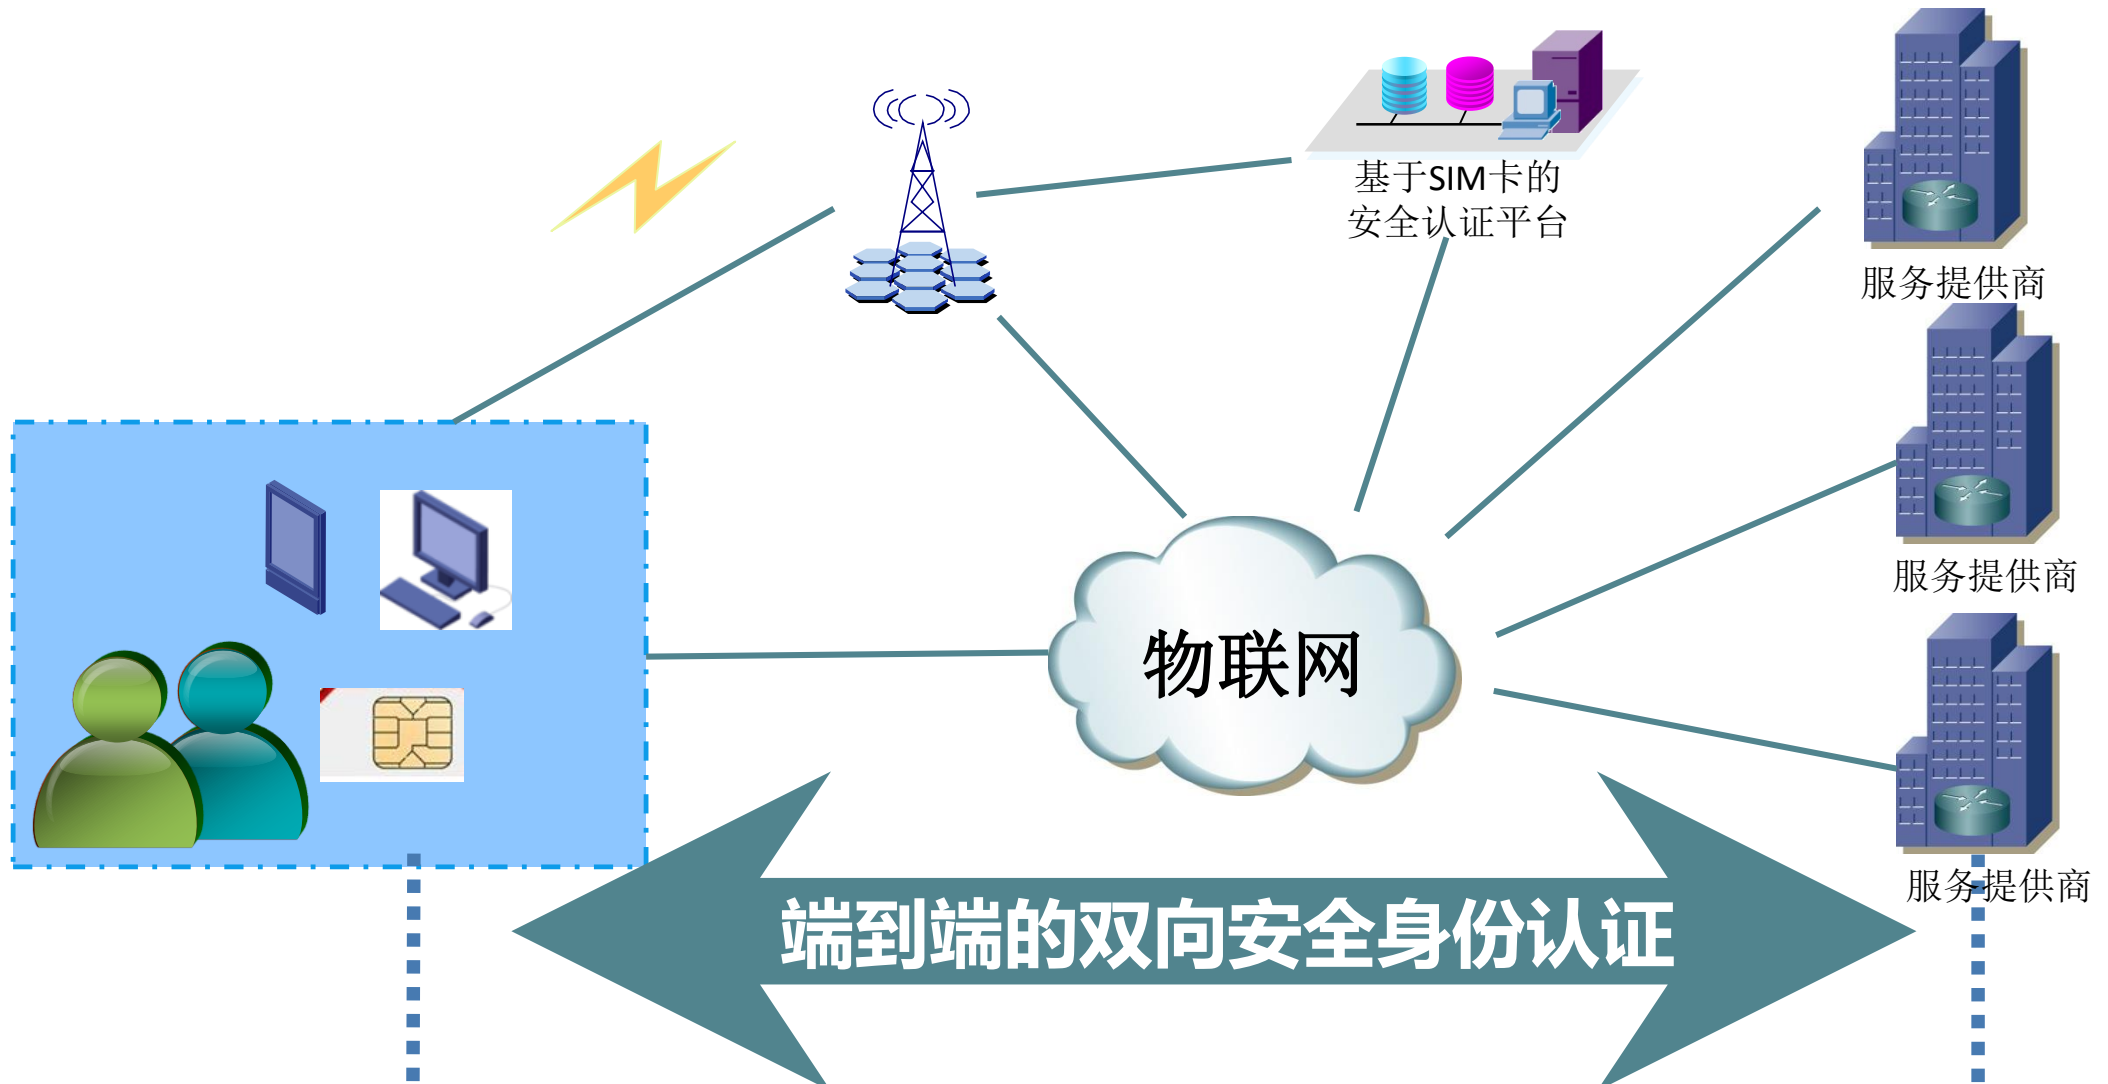 基于SIM卡的
安全认证平台
服务提供商
服务提供商
物联网
服务提供商
端到端的双向安全身份认证